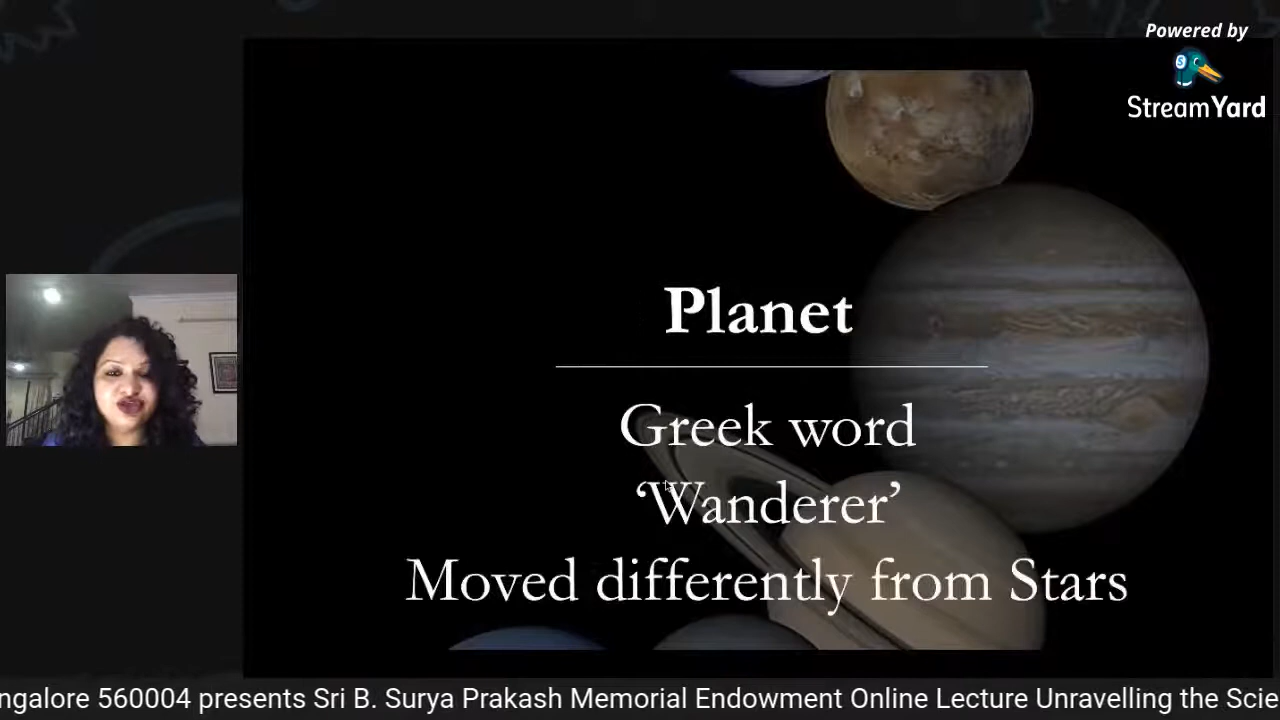 Powered by
StreamYard
Planet
Greek word
‘Wanderer’
Moved differently from Stars
ngalore 560004 presents Sri B. Surya Prakash Memorial Endowment Online Lecture Unravelling the Scie